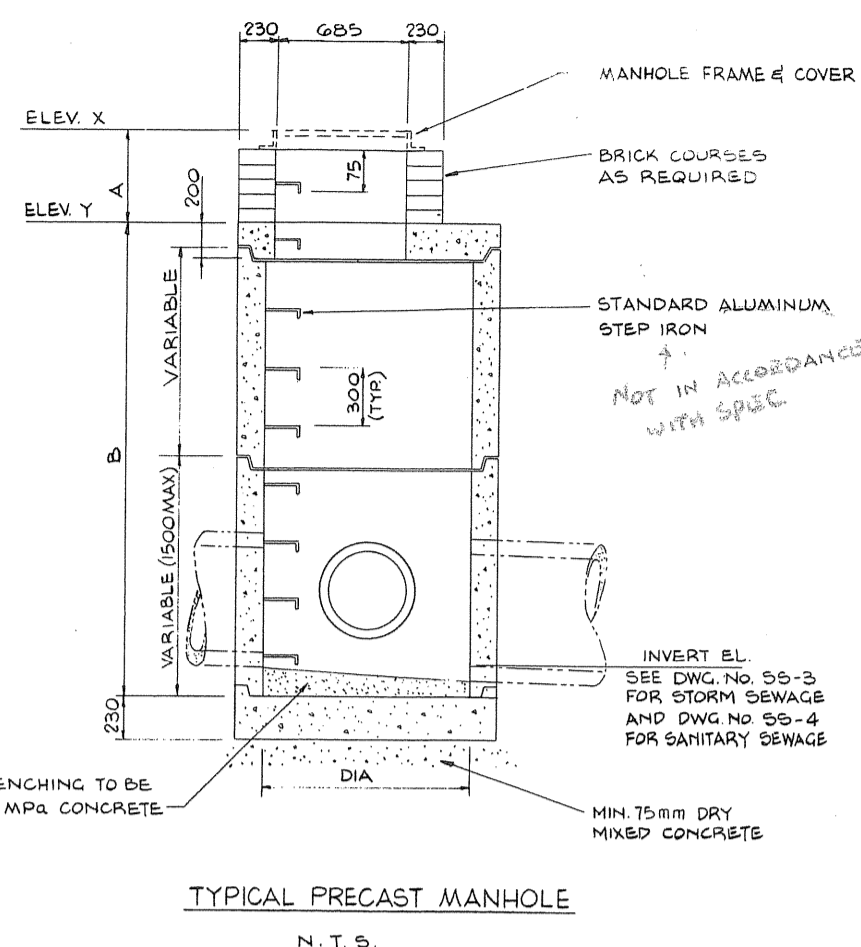 230 685 230
MANHOLE FRAME & COVER
ELEV. X
BRICK COURSES
AS REQUIRED
A
200
75
ELEV. Y
VARIABLE
STANDARD ALUMINUM
STEP IRON
NOT IN ACCORDANCE
WITH SPEC
300
(TYP.)
B
VARIABLE (1500 MAX)
INVERT EL.
SEE DWG. No. SS-3
FOR STORM SEWAGE
AND DWG. NO. SS-4
FOR SANITARY SEWAGE
230
DIA
ENCHING TO BE
MPa CONCRETE
MIN. 75mm DRY
MIXED CONCRETE
TYPICAL PRECAST MANHOLE
N.T.S.